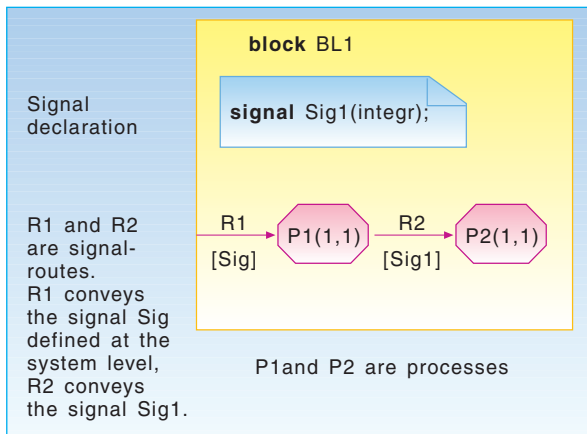 block BL1
Signal
declaration
signal Sig1(integr);
R1 and R2
are signal-
routes.
R1 conveys
the signal Sig
defined at the
system level,
R2 conveys
the signal Sig1.
R1
[Sig]
P1(1,1)
R2
[Sig1]
P2(1,1)
P1and P2 are processes